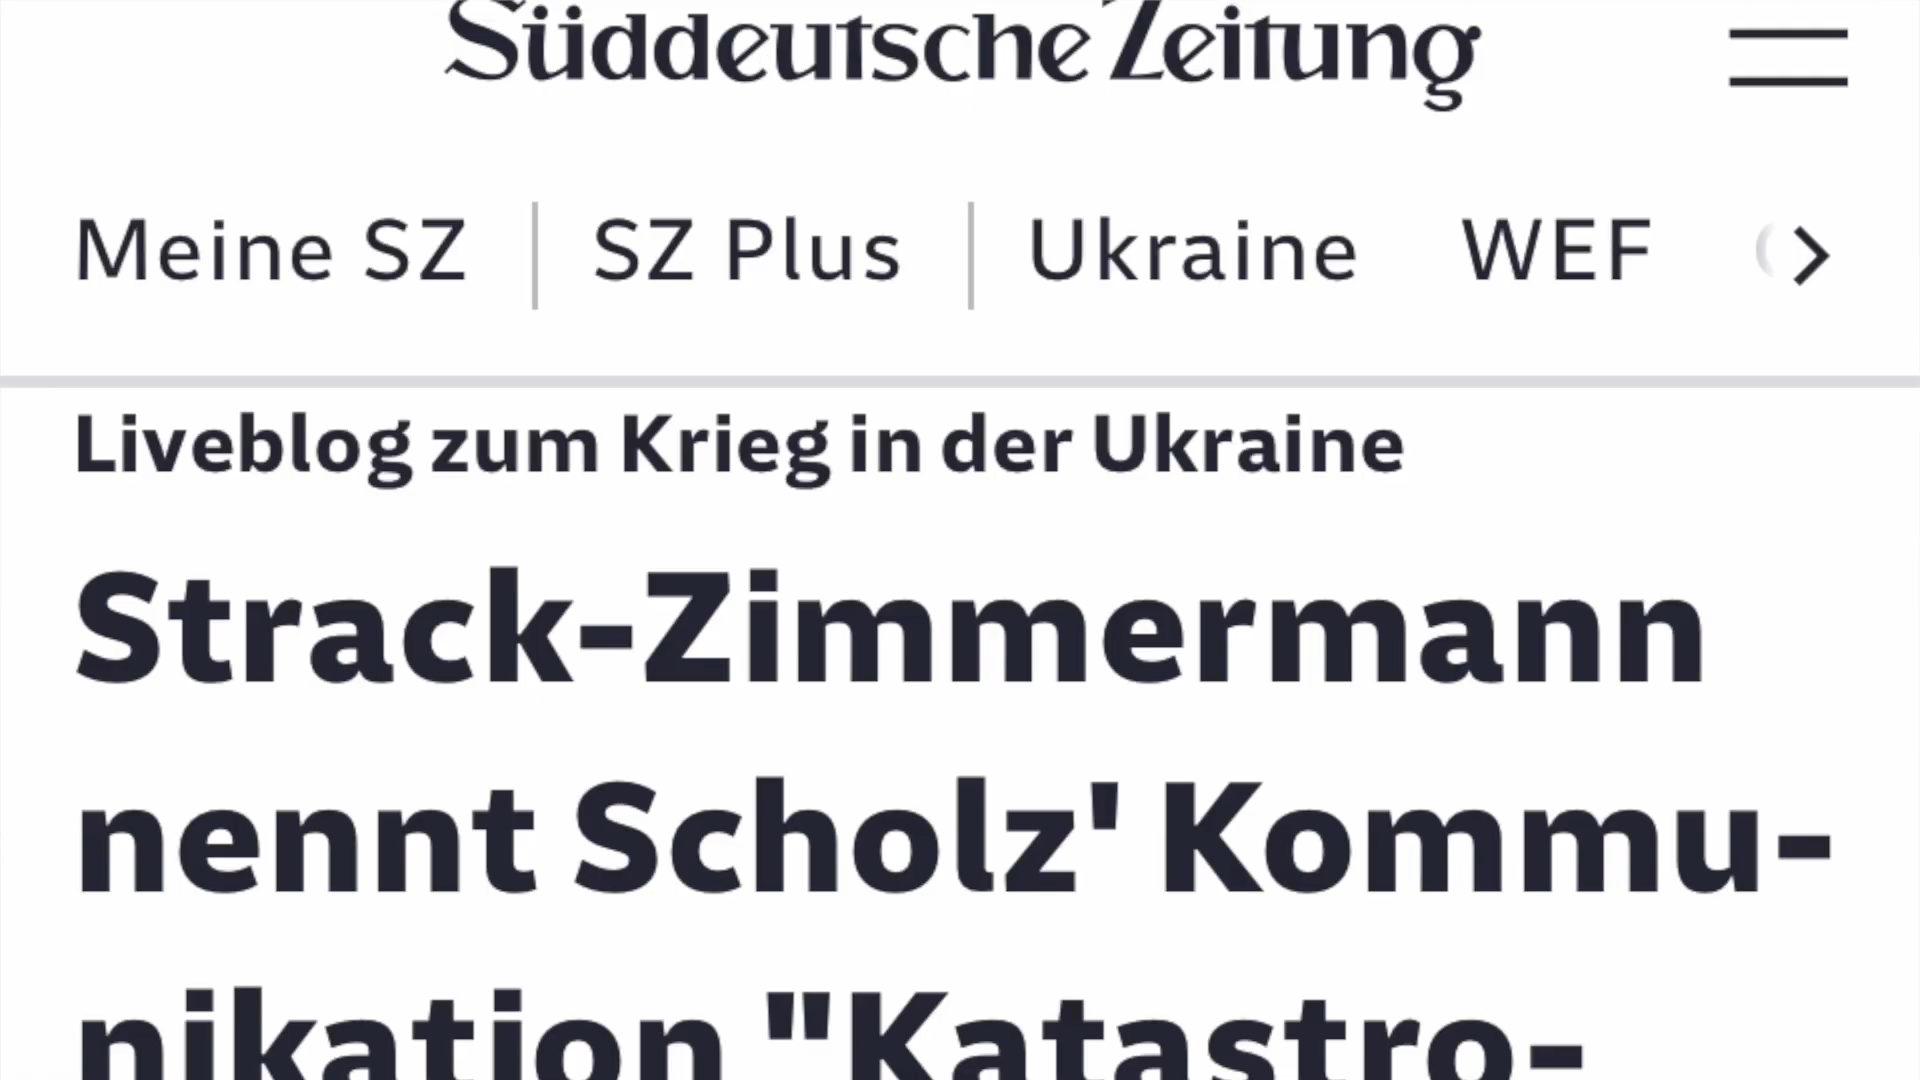 Süddeutsche Zeitung
Meine SZ | SZ Plus | Ukraine WEF
Liveblog zum Krieg in der Ukraine
Strack-Zimmermann
nennt Scholz' Kommu-
nikation "Katastro-